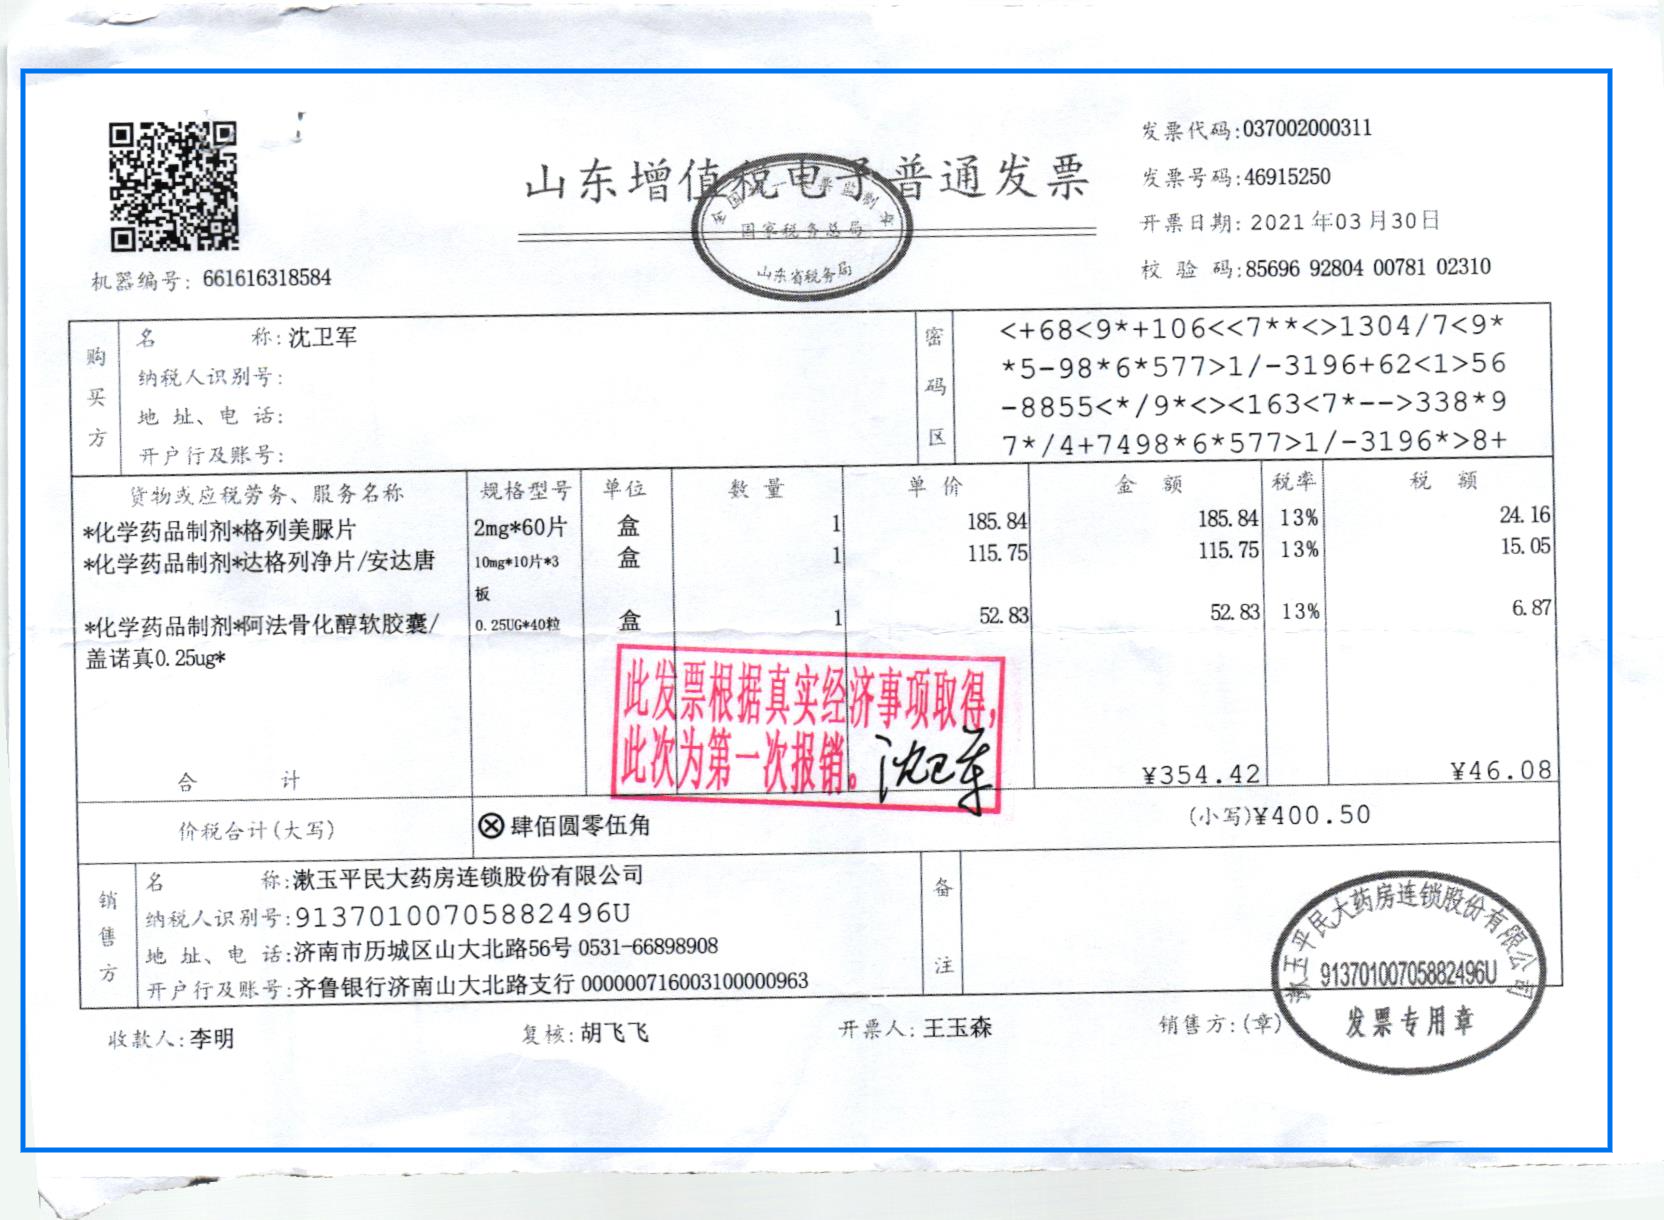 山东增值税电子普通发票
国家税务总局
山东省税务局
发票代码:037002000311
发票号码:46915250
开票日期: 2021年03月30日
校 验 码:85696 92804 00781 02310
机器编号: 661616318584
购买方
名 称:沈卫军
纳税人识别号:
地 址、电 话:
开户行及账号:
密码区
<+68<9*+106<<7**<>1304/7<9*
*5-98*6*577>1/-3196+62<1>56
-8855<*/9*<><163<7*-->338*9
7*/4+7498*6*577>1/-3196*>8+
货物或应税劳务、服务名称 规格型号 单位 数 量 单 价 金 额 税率 税 额
*化学药品制剂*格列美脲片 2mg*60片 盒 1 185.84 185.84 13% 24.16
*化学药品制剂*达格列净片/安达唐 10mg*10片*3 盒 1 115.75 115.75 13% 15.05
板
*化学药品制剂*阿法骨化醇软胶囊/ 0.25UG*40粒 盒 1 52.83 52.83 13% 6.87
盖诺真0.25ug*
此发票根据真实经济事项取得,
此次为第一次报销。沈卫军
合 计 ¥354.42 ¥46.08
价税合计(大写) ⊗肆佰圆零伍角 (小写)¥400.50
销售方
名 称:漱玉平民大药房连锁股份有限公司
纳税人识别号:91370100705882496U
地 址、电 话:济南市历城区山大北路56号 0531-66898908
开户行及账号:齐鲁银行济南山大北路支行 000000716003100000963
备注
漱玉平民大药房连锁股份有限公司
91370100705882496U
发票专用章
收款人:李明 复核:胡飞飞 开票人:王玉森 销售方:(章)